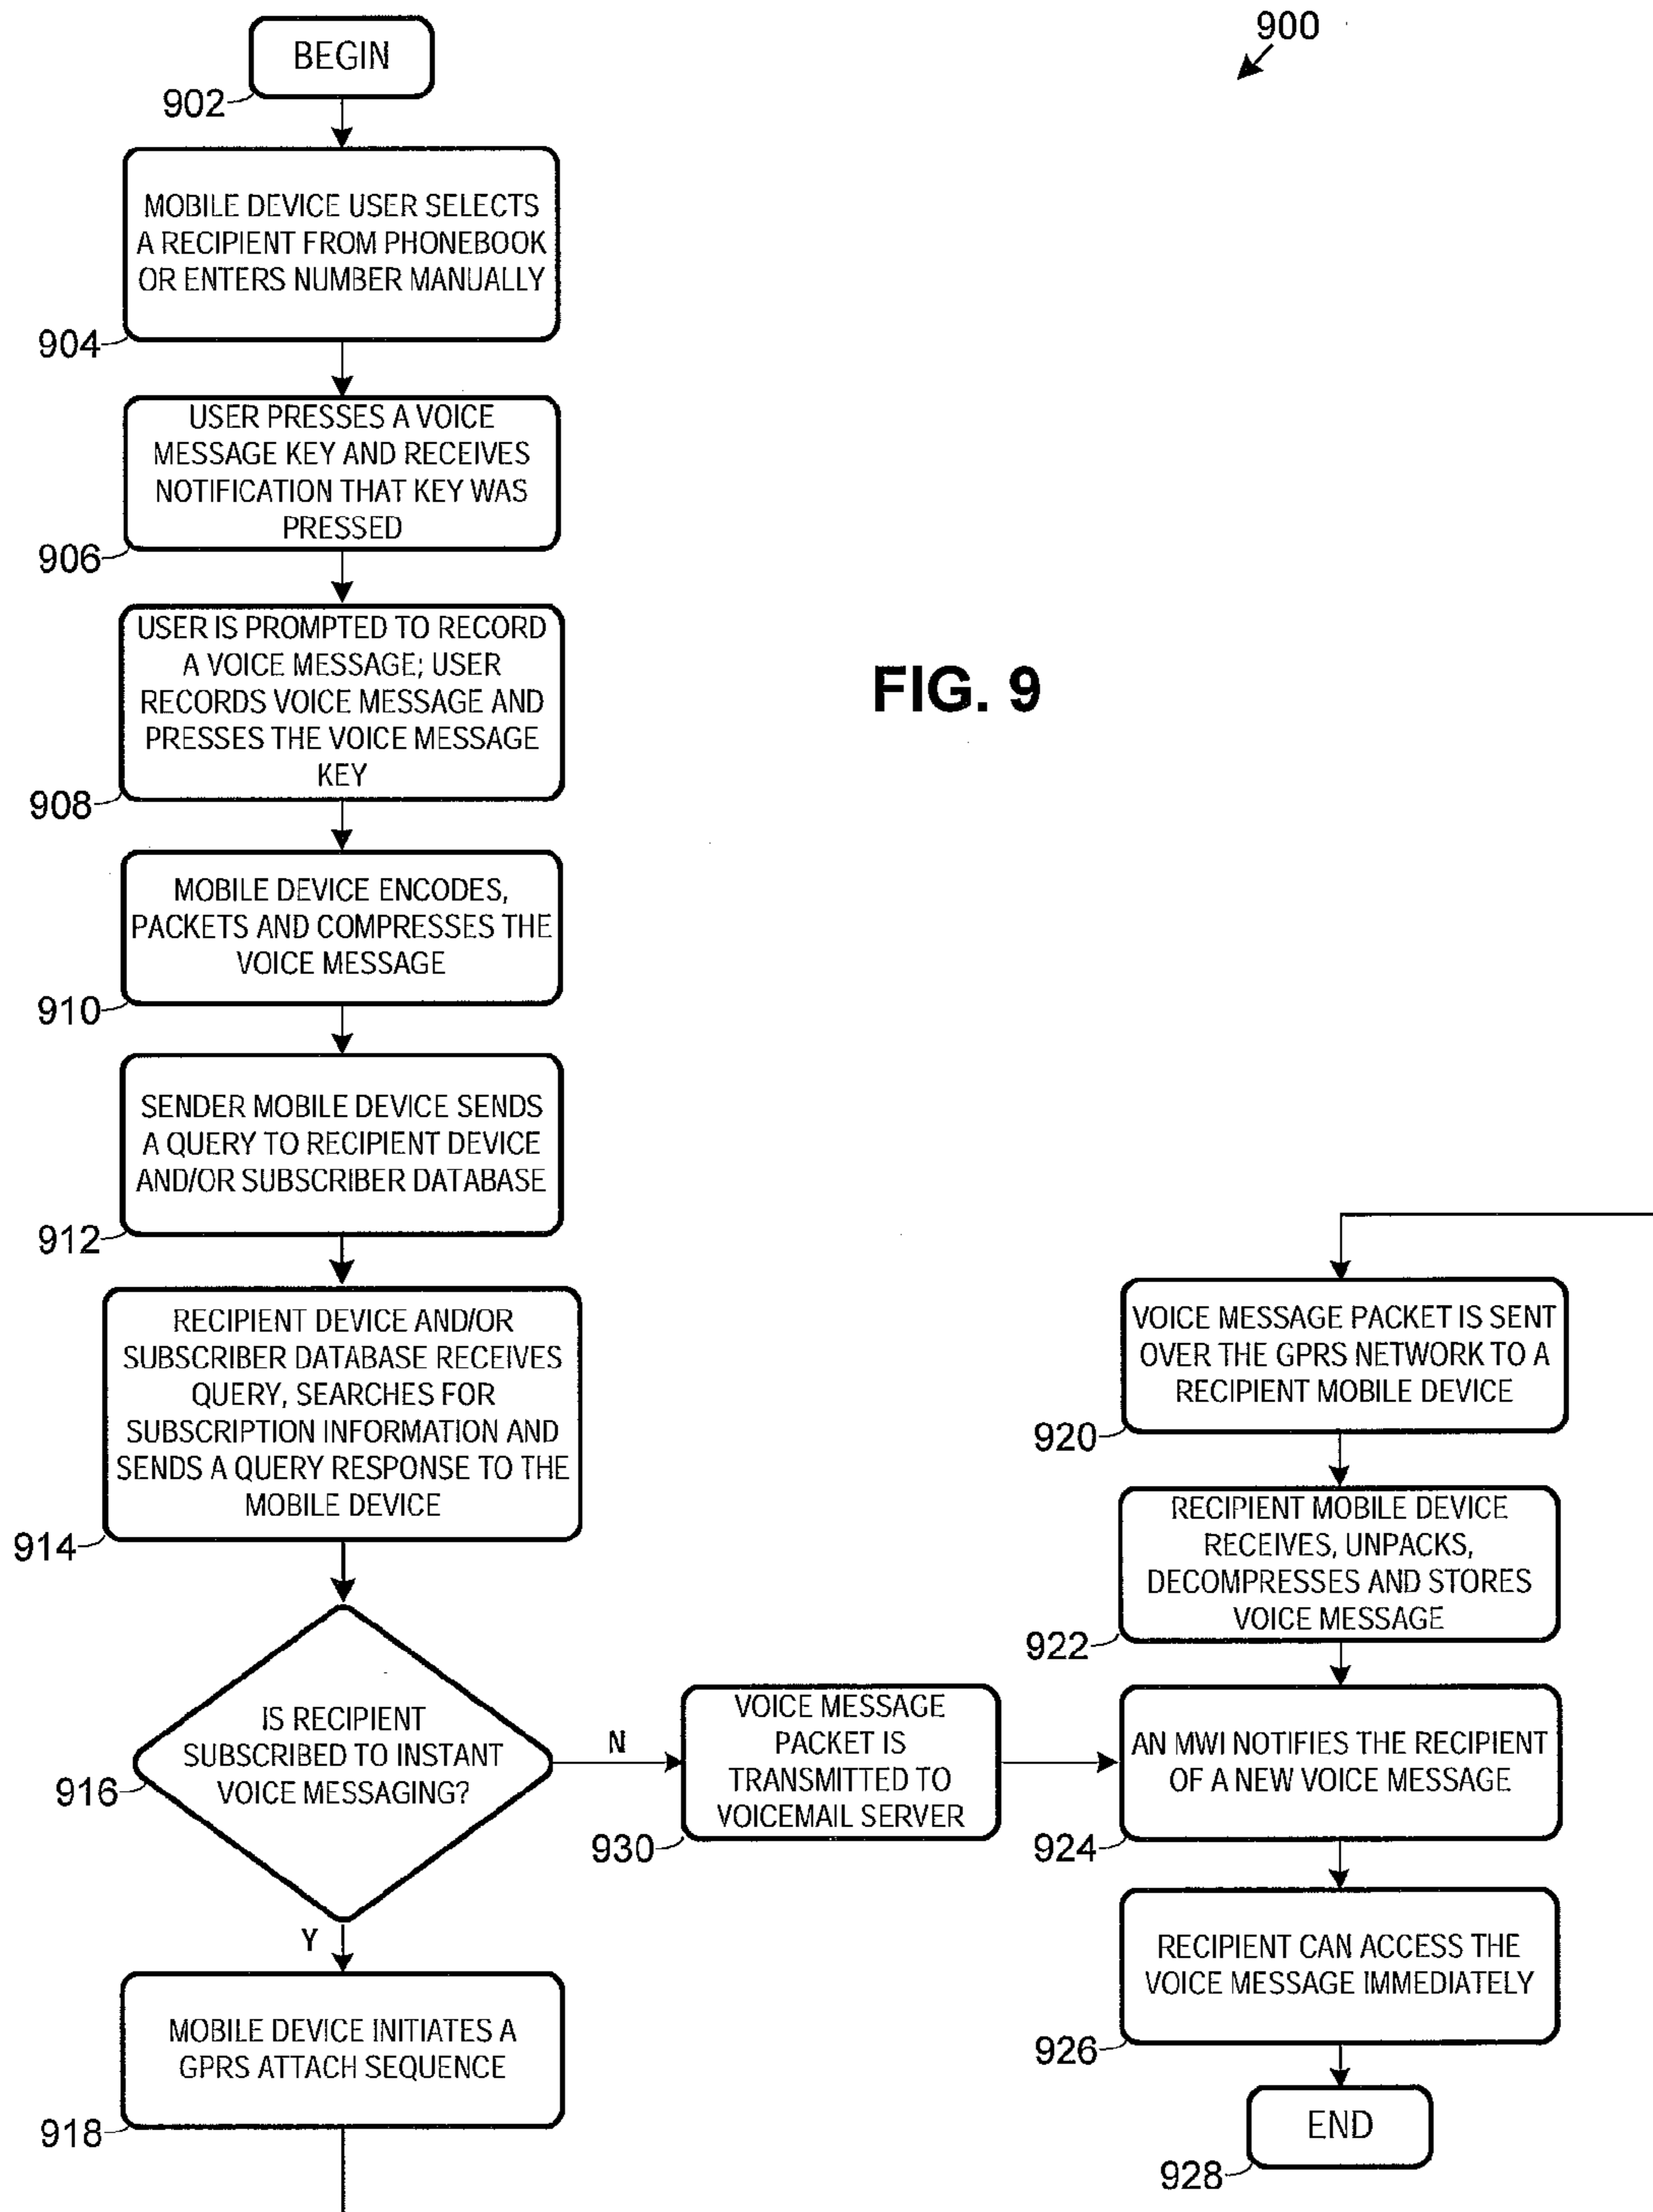 900
BEGIN
902
MOBILE DEVICE USER SELECTS
A RECIPIENT FROM PHONEBOOK
OR ENTERS NUMBER MANUALLY
904
USER PRESSES A VOICE
MESSAGE KEY AND RECEIVES
NOTIFICATION THAT KEY WAS
PRESSED
906
USER IS PROMPTED TO RECORD
A VOICE MESSAGE; USER
RECORDS VOICE MESSAGE AND
PRESSES THE VOICE MESSAGE
KEY
908
FIG. 9
MOBILE DEVICE ENCODES,
PACKETS AND COMPRESSES THE
VOICE MESSAGE
910
SENDER MOBILE DEVICE SENDS
A QUERY TO RECIPIENT DEVICE
AND/OR SUBSCRIBER DATABASE
912
RECIPIENT DEVICE AND/OR
SUBSCRIBER DATABASE RECEIVES
QUERY, SEARCHES FOR
SUBSCRIPTION INFORMATION AND
SENDS A QUERY RESPONSE TO THE
MOBILE DEVICE
914
IS RECIPIENT
SUBSCRIBED TO INSTANT
VOICE MESSAGING?
916
N
Y
VOICE MESSAGE
PACKET IS
TRANSMITTED TO
VOICEMAIL SERVER
930
MOBILE DEVICE INITIATES A
GPRS ATTACH SEQUENCE
918
VOICE MESSAGE PACKET IS SENT
OVER THE GPRS NETWORK TO A
RECIPIENT MOBILE DEVICE
920
RECIPIENT MOBILE DEVICE
RECEIVES, UNPACKS,
DECOMPRESSES AND STORES
VOICE MESSAGE
922
AN MWI NOTIFIES THE RECIPIENT
OF A NEW VOICE MESSAGE
924
RECIPIENT CAN ACCESS THE
VOICE MESSAGE IMMEDIATELY
926
END
928